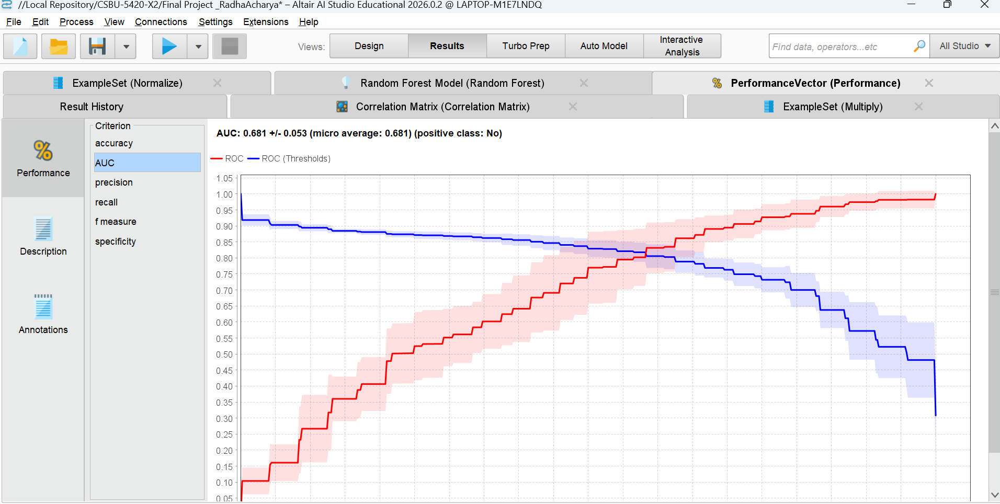 //Local Repository/CSBU-5420-X2/Final Project _RadhaAcharya* – Altair AI Studio Educational 2026.0.2 @ LAPTOP-M1E7LNDQ
File Edit Process View Connections Settings Extensions Help
Views: Design Results Turbo Prep Auto Model Interactive Analysis Find data, operators...etc All Studio
ExampleSet (Normalize) Random Forest Model (Random Forest) PerformanceVector (Performance)
Result History Correlation Matrix (Correlation Matrix) ExampleSet (Multiply)
Performance
Description
Annotations
Criterion
accuracy
AUC
precision
recall
f measure
specificity
AUC: 0.681 +/- 0.053 (micro average: 0.681) (positive class: No)
ROC ROC (Thresholds)
1.05
1.00
0.95
0.90
0.85
0.80
0.75
0.70
0.65
0.60
0.55
0.50
0.45
0.40
0.35
0.30
0.25
0.20
0.15
0.10
0.05